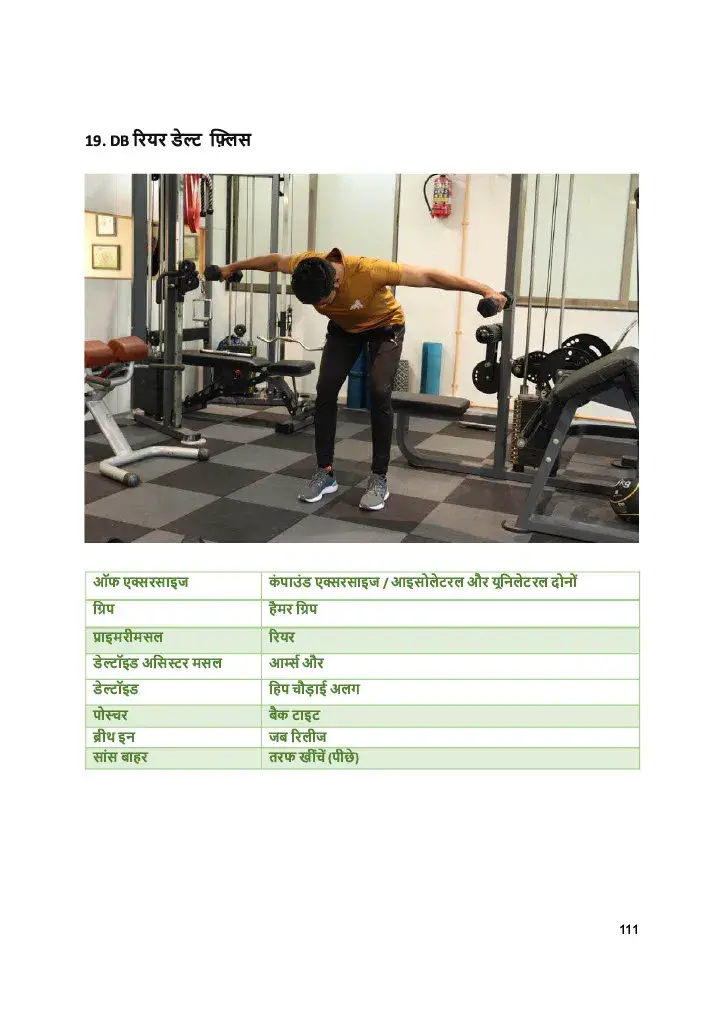 19. DB रियर डेल्ट फ़्लिस
ऑफ एक्सरसाइज कंपाउंड एक्सरसाइज / आइसोलेटरल और यूनिलेटरल दोनों
ग्रिप हैमर ग्रिप
प्राइमरीमसल रियर
डेल्टॉइड असिस्टर मसल आर्म्स और
डेल्टॉइड हिप चौड़ाई अलग
पोस्चर बैक टाइट
ब्रीथ इन जब रिलीज
सांस बाहर तरफ खींचें (पीछे)
111